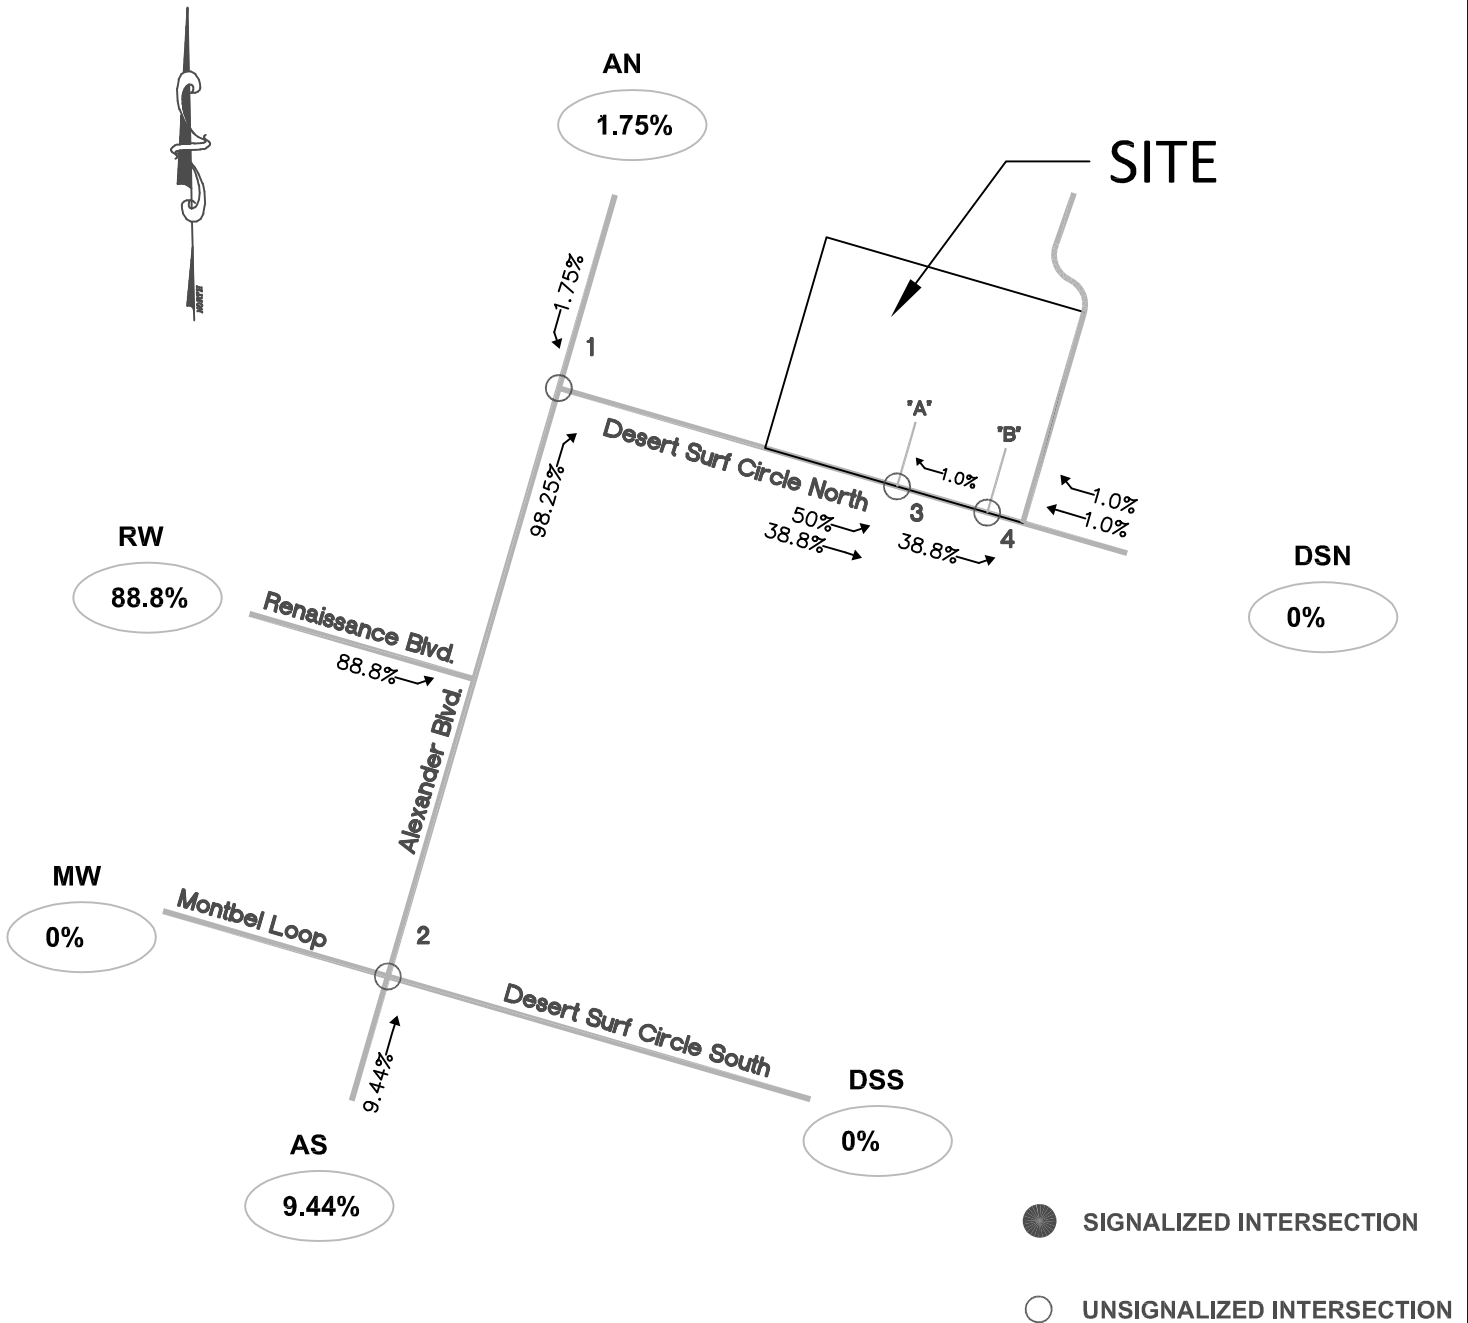 AN
1.75%
SITE
NORTH
1.75%
1
"A"
"B"
Desert Surf Circle North
1.0%
1.0%
1.0%
98.25%
50%
3
38.8%
38.8%
4
RW
88.8%
DSN
0%
Renaissance Blvd.
88.8%
Alexander Blvd.
MW
0%
Montbel Loop
2
Desert Surf Circle South
9.44%
DSS
0%
AS
9.44%
SIGNALIZED INTERSECTION
UNSIGNALIZED INTERSECTION